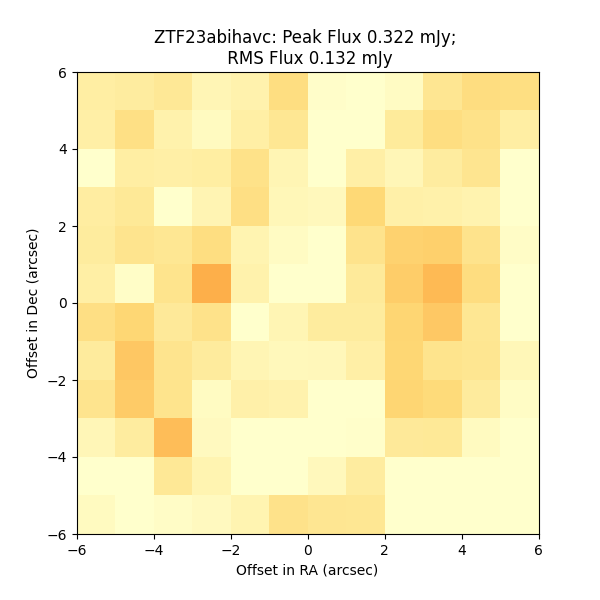 ZTF23abihavc: Peak Flux 0.322 mJy;
RMS Flux 0.132 mJy
6
4
2
0
−2
−4
−6
Offset in Dec (arcsec)
−6 −4 −2 0 2 4 6
Offset in RA (arcsec)